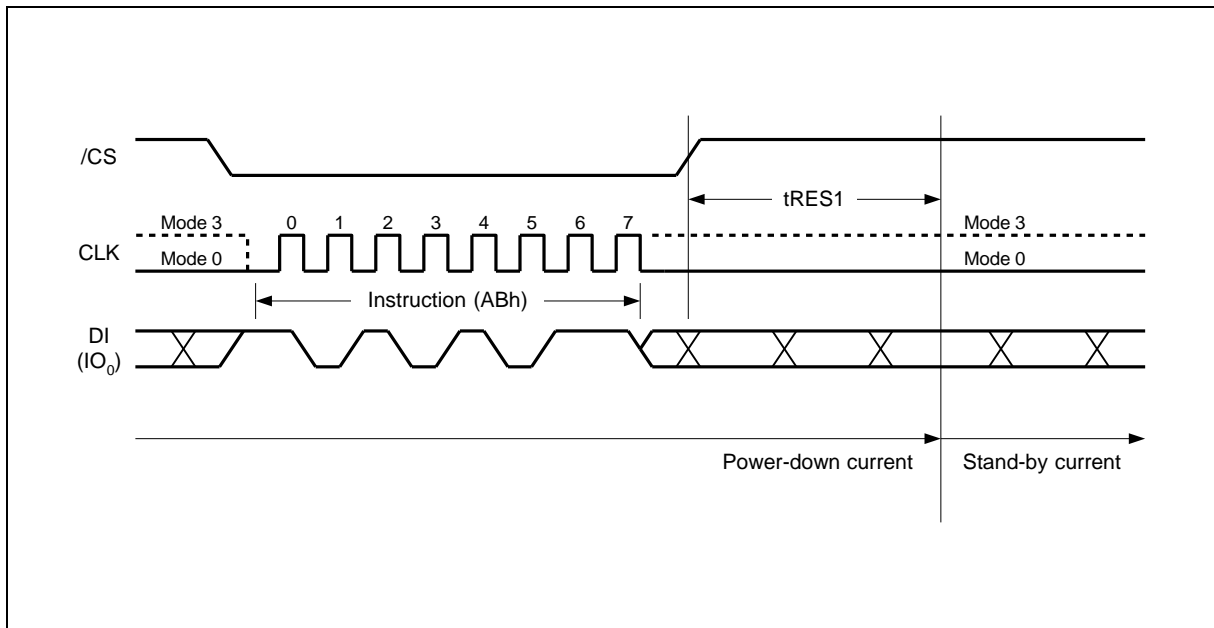 /CS
tRES1
Mode 3 0 1 2 3 4 5 6 7 Mode 3
CLK
Mode 0 Mode 0
Instruction (ABh)
DI
(IO₀)
Power-down current Stand-by current